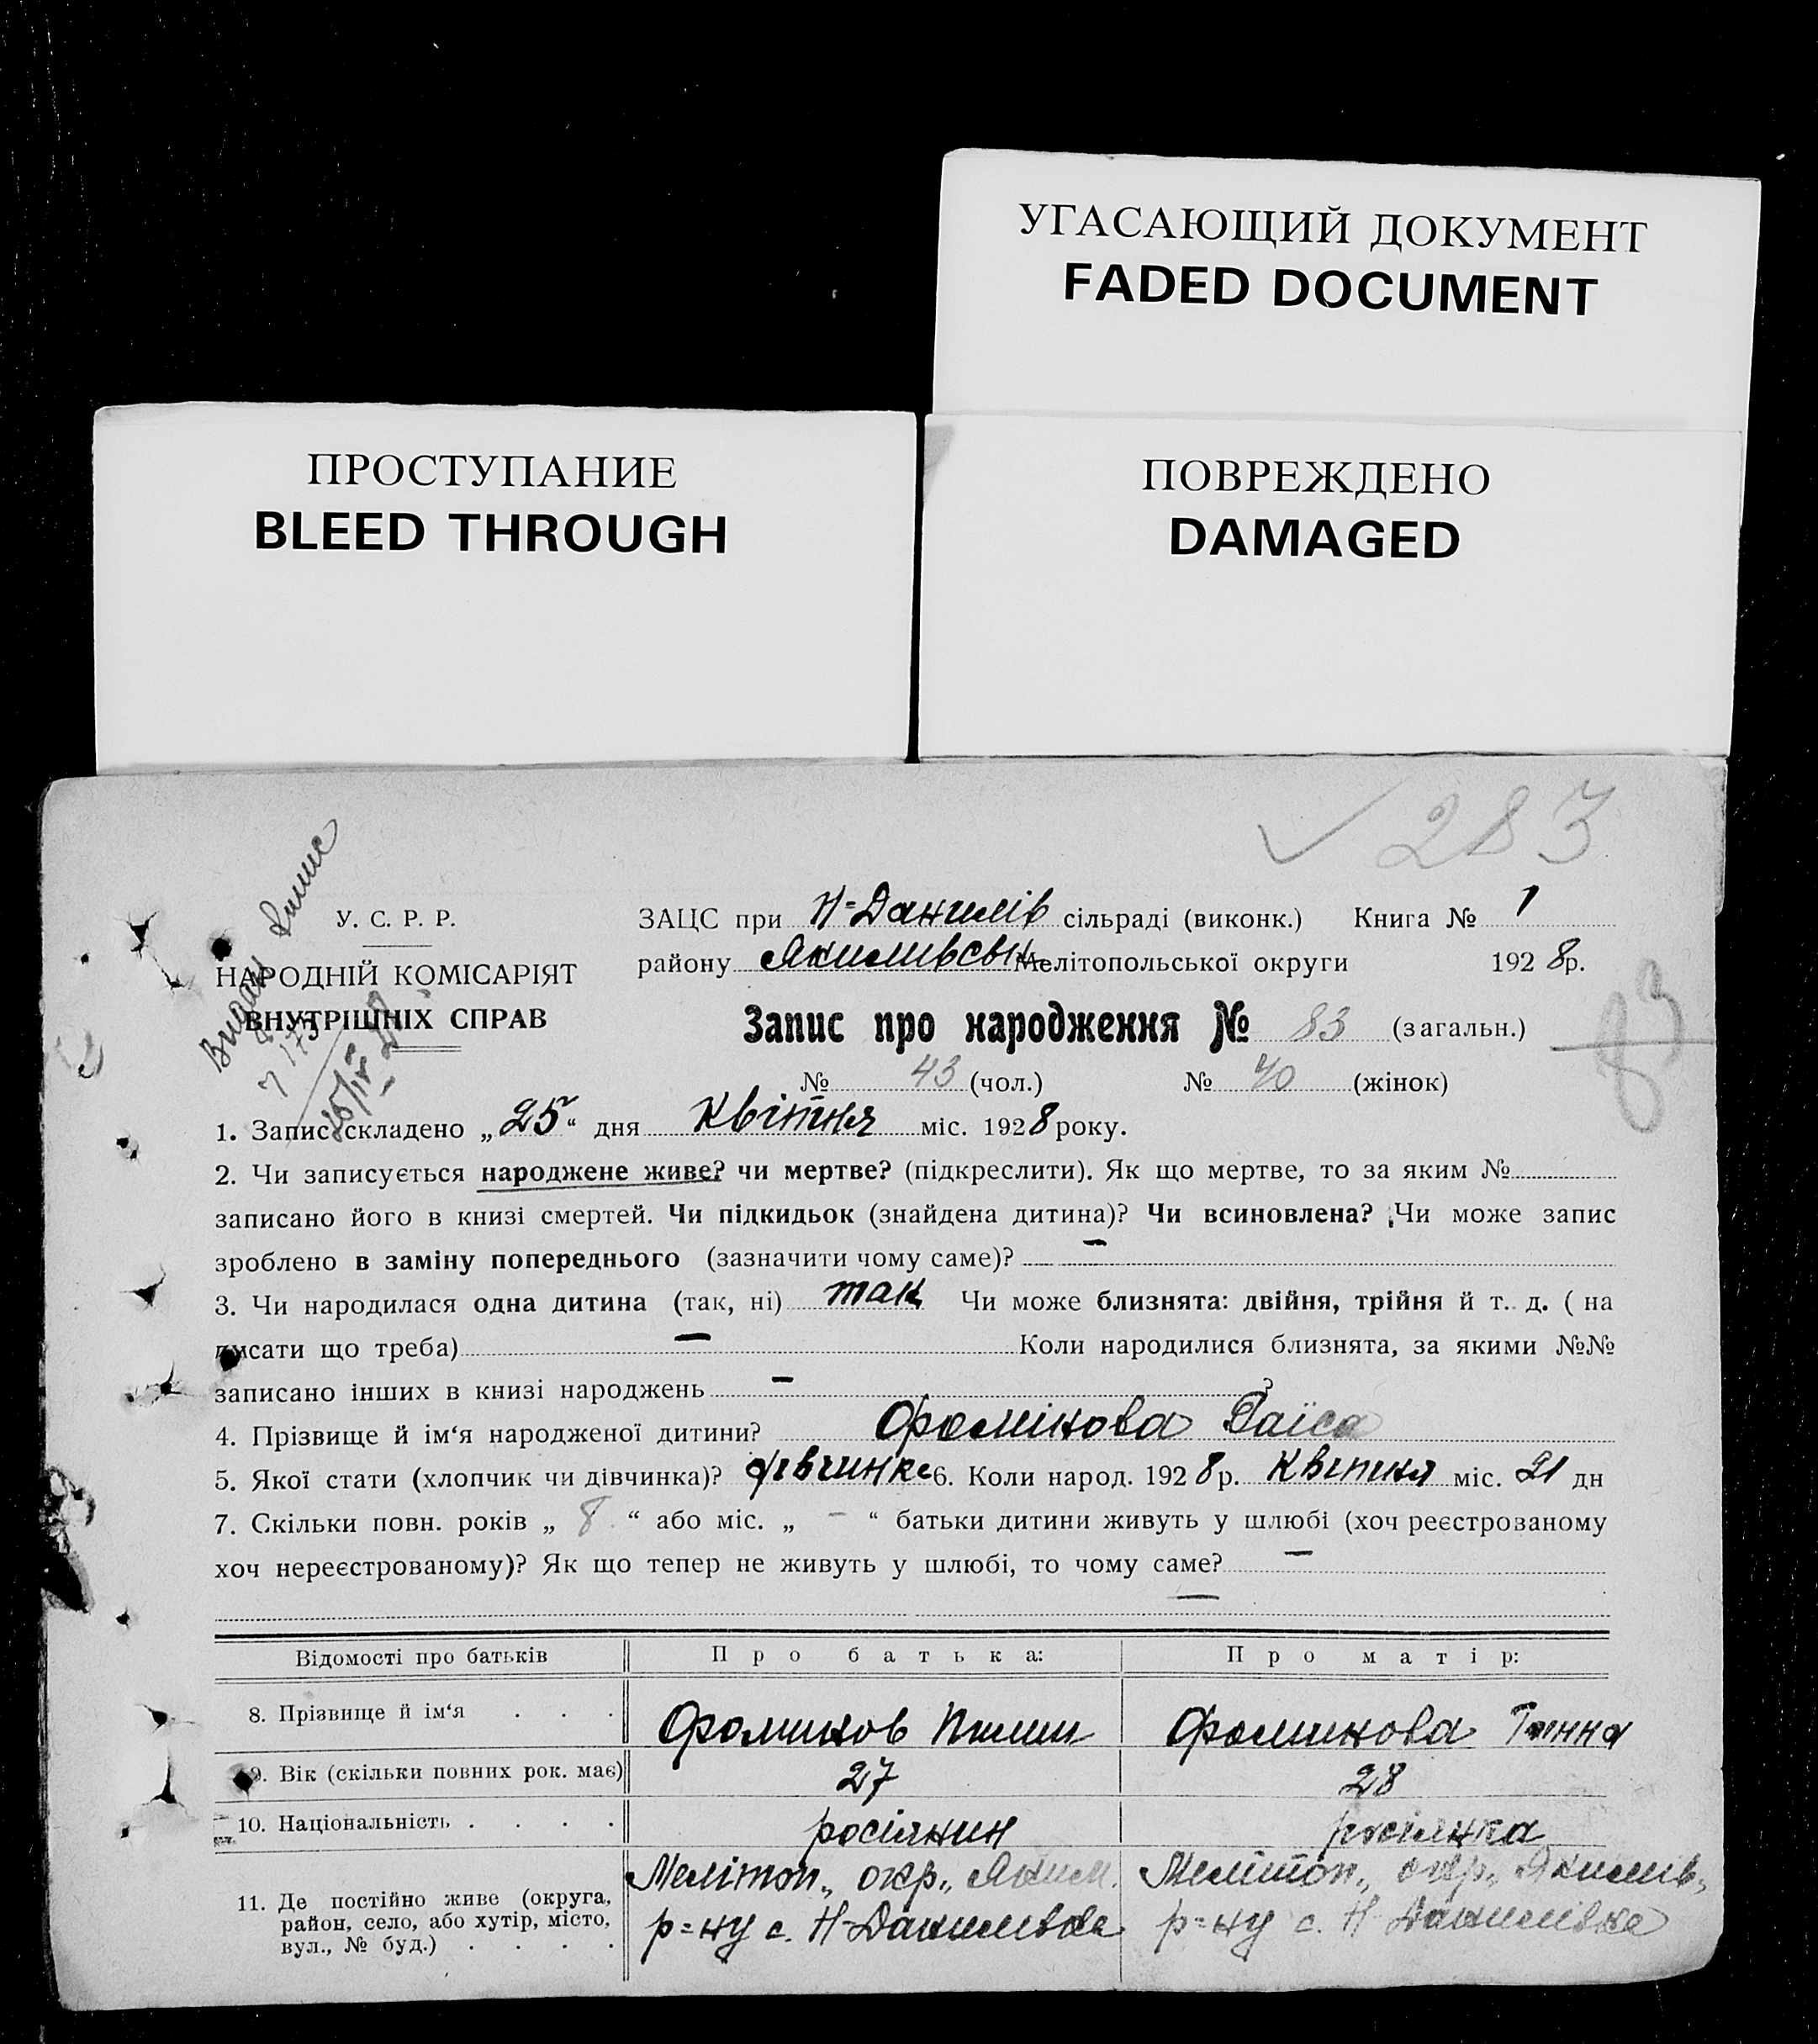 УГАСАЮЩИЙ ДОКУМЕНТ
FADED DOCUMENT
ПРОСТУПАНИЕ
BLEED THROUGH
ПОВРЕЖДЕНО
DAMAGED
283
У. С. Р. Р.
НАРОДНІЙ КОМІСАРІЯТ
ВНУТРІШНІХ СПРАВ
ЗАЦС при Н-Данилів сільраді (виконк.) Книга № 1
району Якимивськ Мелітопольської округи 1928р.
Запис про народження № 83 (загальн.)
83
№ 43 (чол.) № 40 (жінок)
1. Запис складено „25“ дня Квітня міс. 1928 року.
2. Чи записується народжене живе? чи мертве? (підкреслити). Як що мертве, то за яким №
записано його в книзі смертей. Чи підкидьок (знайдена дитина)? Чи всиновлена? Чи може запис
зроблено в заміну попереднього (зазначити чому саме)? —
3. Чи народилася одна дитина (так, ні) так Чи може близнята: двійня, трійня й т. д. ( на
писати що треба) — Коли народилися близнята, за якими №№
записано інших в книзі народжень — ?
4. Прізвище й ім‘я народженої дитини? Фомінова Раїса
5. Якої стати (хлопчик чи дівчинка)? дівчинка 6. Коли народ. 1928р. Квітня міс. 21 дн
7. Скільки повн. років „ 8 “ або міс. „ — “ батьки дитини живуть у шлюбі (хоч реєстрованому
хоч нереєстрованому)? Як що тепер не живуть у шлюбі, то чому саме? —
—
Відомості про батьків Про батька: Про матір:
8. Прізвище й ім‘я . . . Фоминов Фоминова Ганна
9. Вік (скільки повних рок. має) 27 28
10. Національність . . . . росіянин росіянка
11. Де постійно живе (округа, район, село, або хутір, місто, вул., № буд.) . . . . Мелітоп., окр., Яким. р=ну с. Н-Данилівка Мелітоп., окр., Якимів., р=ну с. Н-Данилівка